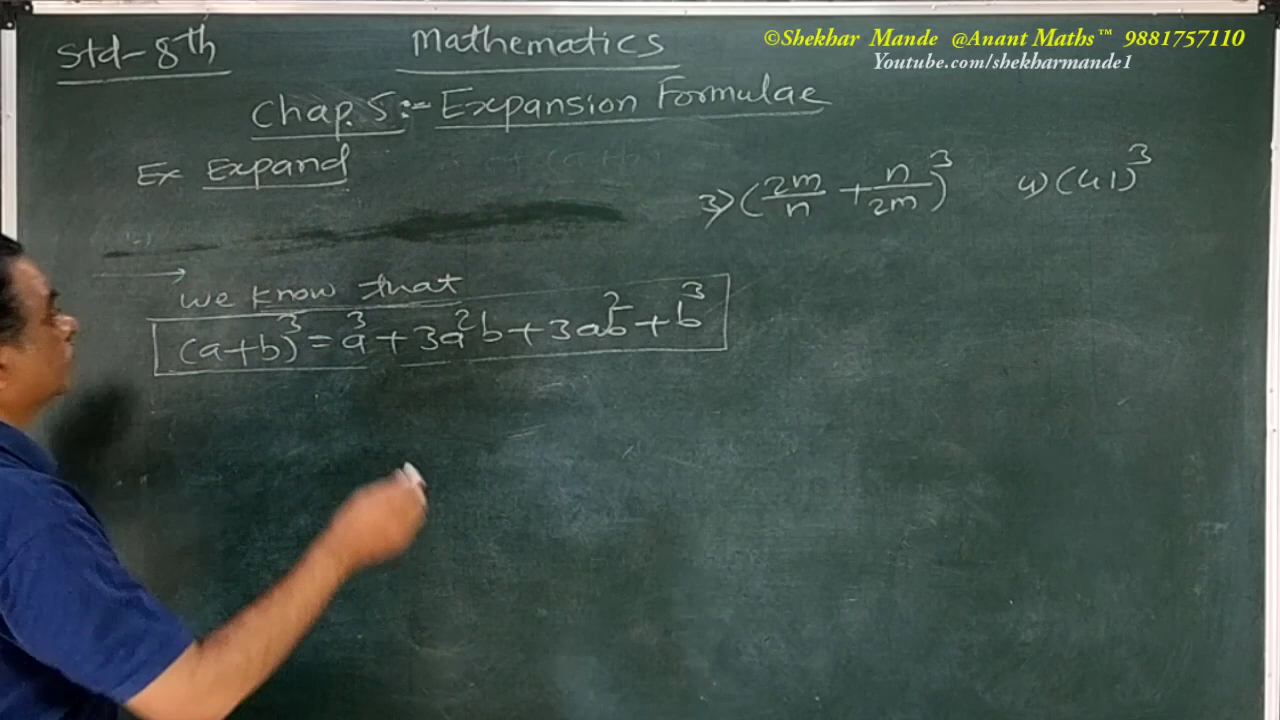 ©Shekhar Mande @Anant Maths™ 9881757110
Youtube.com/shekharmande1
Std-8th Mathematics
Chap. 5:- Expansion Formulae
Ex Expand
3) (2m/n + n/2m)³ 4) (41)³
we know that
(a+b)³ = a³ + 3a²b + 3ab² + b³